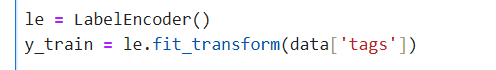 le = LabelEncoder()
y_train = le.fit_transform(data['tags'])